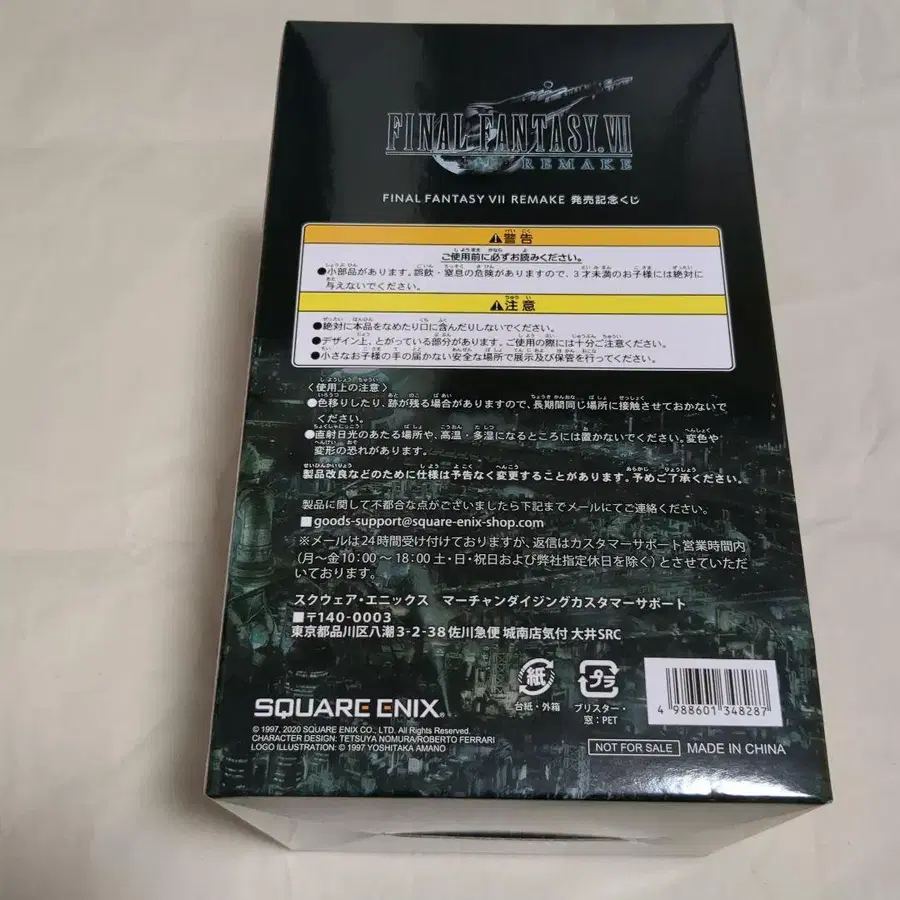 FINAL FANTASY VII
REMAKE
FINAL FANTASY VII REMAKE 発売記念くじ
警告
ご使用前に必ずお読みください。
●小部品があります。誤飲・窒息の危険がありますので、3才未満のお子様には絶対に
与えないでください。
注意
●絶対に本品をなめたり口に含んだりしないでください。
●デザイン上、とがっている部分があります。ご使用の際には十分ご注意ください。
●小さなお子様の手の届かない安全な場所で展示及び保管を行ってください。
〈使用上の注意〉
●色移りしたり、跡が残る場合がありますので、長期間同じ場所に接触させておかないで
ください。
●直射日光のあたる場所や、高温・多湿になるところには置かないでください。変色や
変形の恐れがあります。
製品改良などのために仕様は予告なく変更することがあります。予めご了承ください。
製品に関して不都合な点がございましたら下記までメールにてご連絡ください。
■goods-support@square-enix-shop.com
※メールは24時間受け付けておりますが、返信はカスタマーサポート営業時間内
(月〜金10:00〜18:00 土・日・祝日および弊社指定休日を除く)とさせていただ
いております。
スクウェア・エニックス マーチャンダイジングカスタマーサポート
■〒140-0003
東京都品川区八潮3-2-38 佐川急便 城南店気付 大井SRC
紙
台紙・外箱
プラ
ブリスター・
窓:PET
4 988601 348287
SQUARE ENIX.
© 1997, 2020 SQUARE ENIX CO., LTD. All Rights Reserved.
CHARACTER DESIGN: TETSUYA NOMURA/ROBERTO FERRARI
LOGO ILLUSTRATION: © 1997 YOSHITAKA AMANO
NOT FOR SALE
MADE IN CHINA